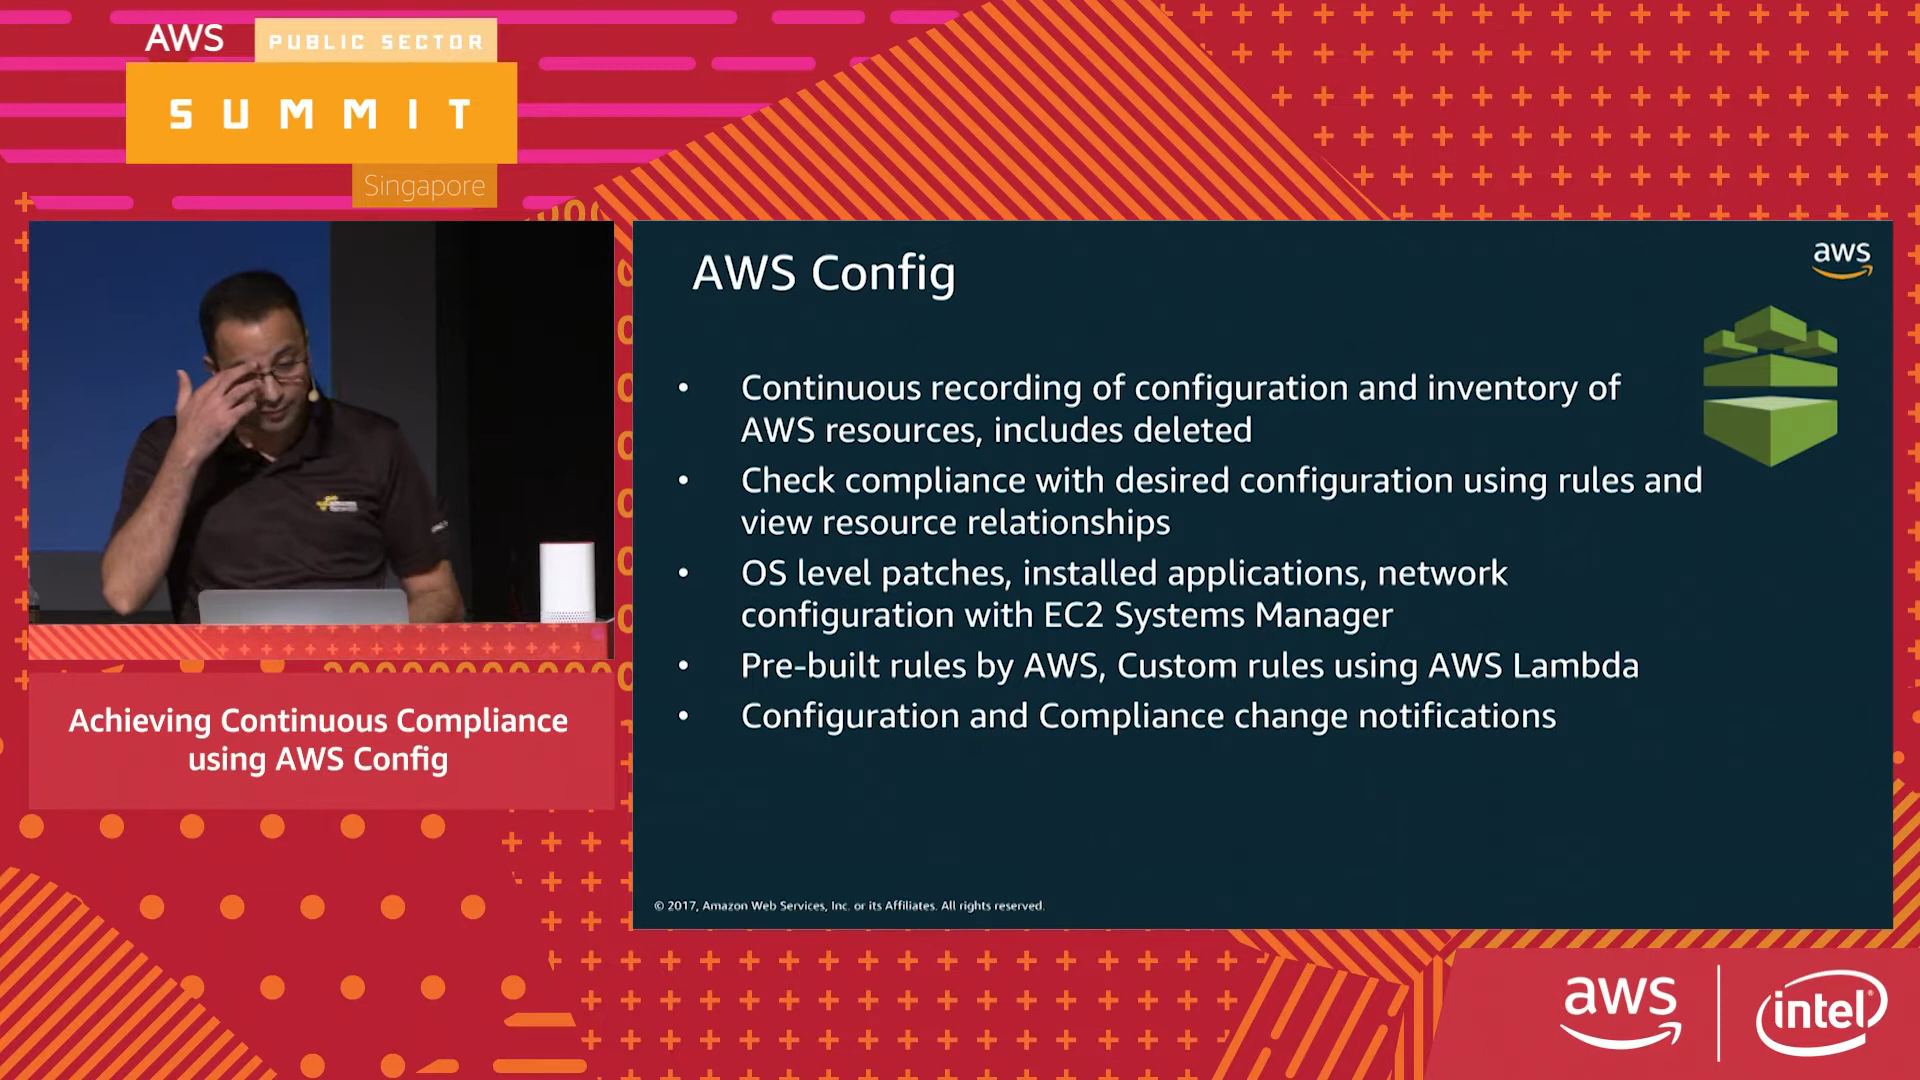 AWS PUBLIC SECTOR
SUMMIT
Singapore
aws
AWS Config
• Continuous recording of configuration and inventory of
AWS resources, includes deleted
• Check compliance with desired configuration using rules and
view resource relationships
• OS level patches, installed applications, network
configuration with EC2 Systems Manager
• Pre-built rules by AWS, Custom rules using AWS Lambda
• Configuration and Compliance change notifications
© 2017, Amazon Web Services, Inc. or its Affiliates. All rights reserved.
Achieving Continuous Compliance
using AWS Config
aws
intel®